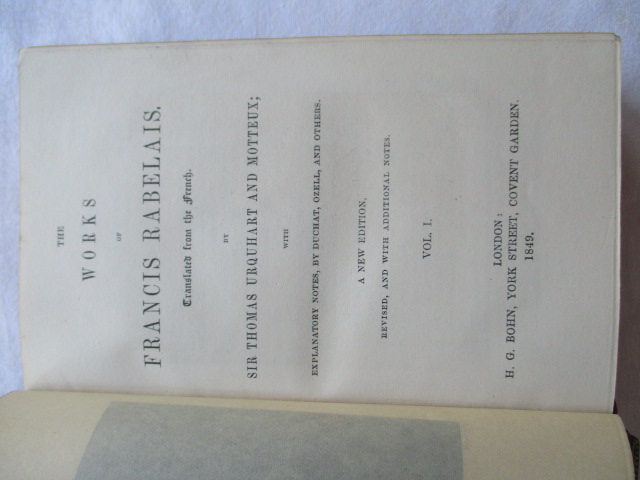 THE
WORKS
OF
FRANCIS RABELAIS.
Translated from the French.
BY
SIR THOMAS URQUHART AND MOTTEUX;
WITH
EXPLANATORY NOTES, BY DUCHAT, OZELL, AND OTHERS.
A NEW EDITION,
REVISED, AND WITH ADDITIONAL NOTES.
VOL. I.
LONDON:
H. G. BOHN, YORK STREET, COVENT GARDEN.
1849.